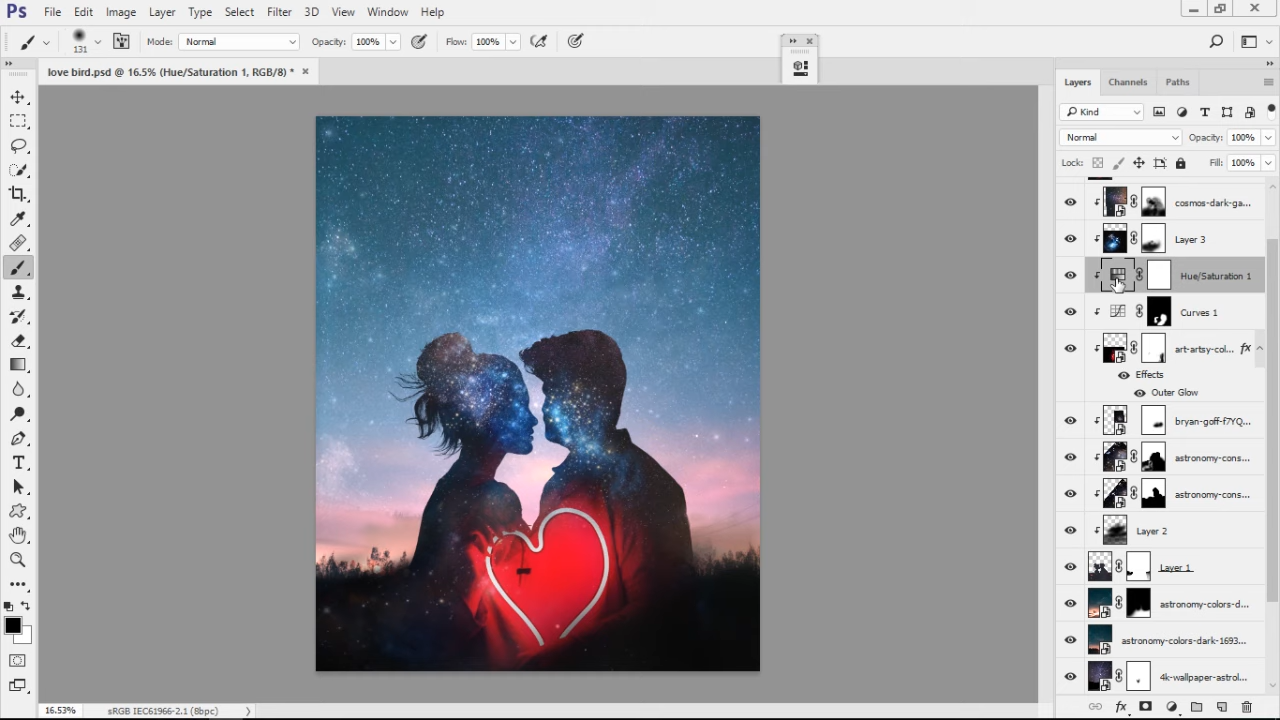 Ps File Edit Image Layer Type Select Filter 3D View Window Help
131 Mode: Normal Opacity: 100% Flow: 100%
love bird.psd @ 16.5% (Hue/Saturation 1, RGB/8) *
Layers Channels Paths
Kind
Normal Opacity: 100%
Lock: Fill: 100%
cosmos-dark-ga...
Layer 3
Hue/Saturation 1
Curves 1
art-artsy-col... fx
Effects
Outer Glow
bryan-goff-f7YQ...
astronomy-cons...
astronomy-cons...
Layer 2
Layer 1
astronomy-colors-d...
astronomy-colors-dark-1693...
4k-wallpaper-astrol...
fx
16.53% sRGB IEC61966-2.1 (8bpc)